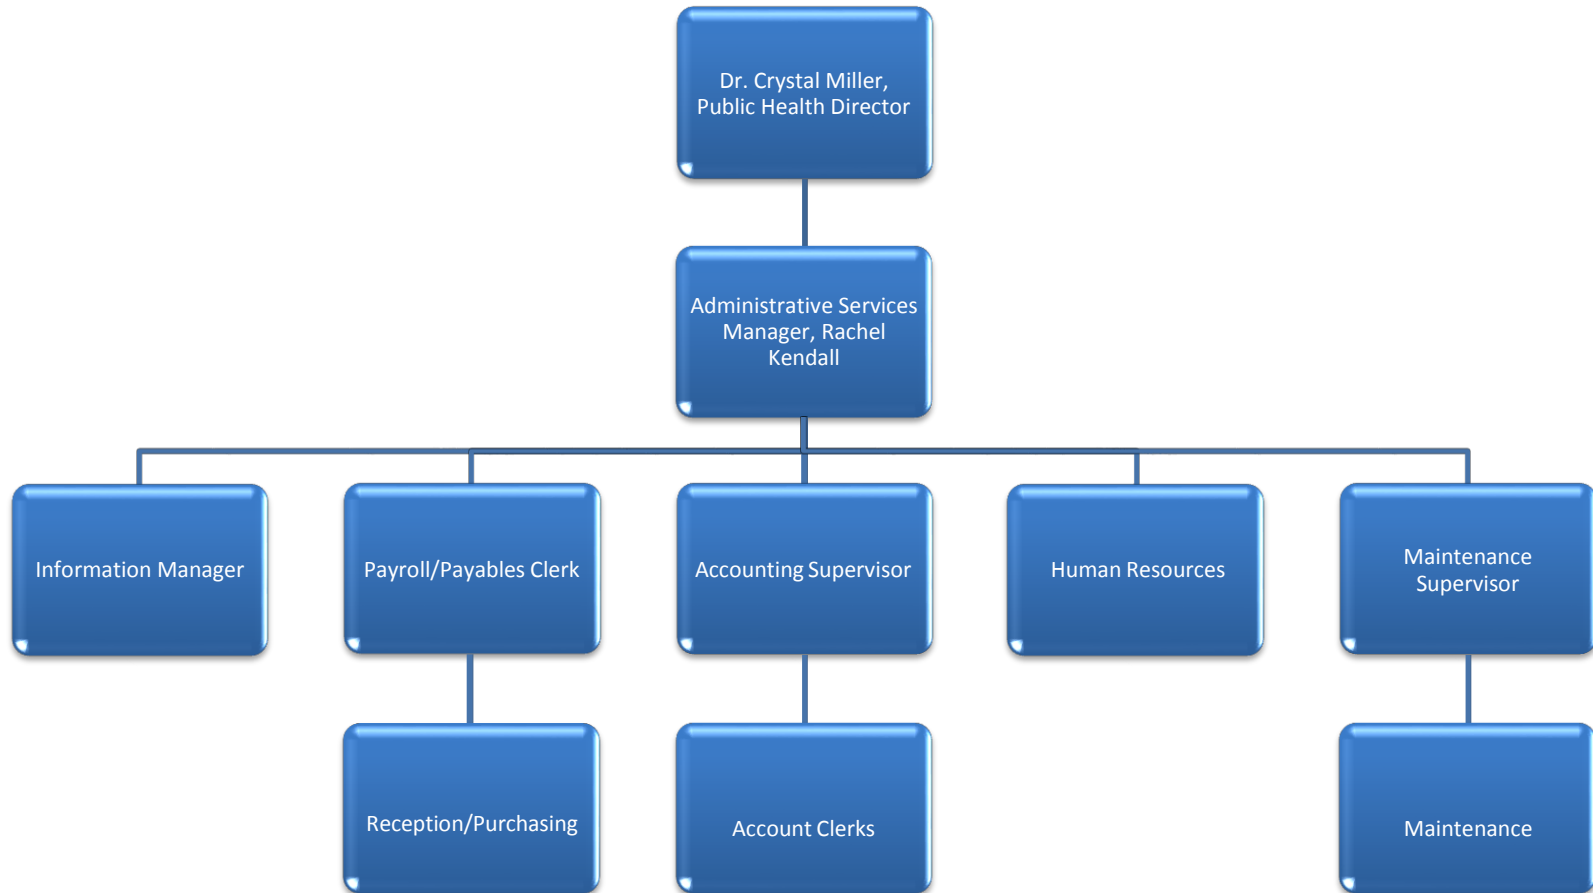 Dr. Crystal Miller,
Public Health Director
Administrative Services
Manager, Rachel
Kendall
Information Manager
Payroll/Payables Clerk
Accounting Supervisor
Human Resources
Maintenance
Supervisor
Reception/Purchasing
Account Clerks
Maintenance